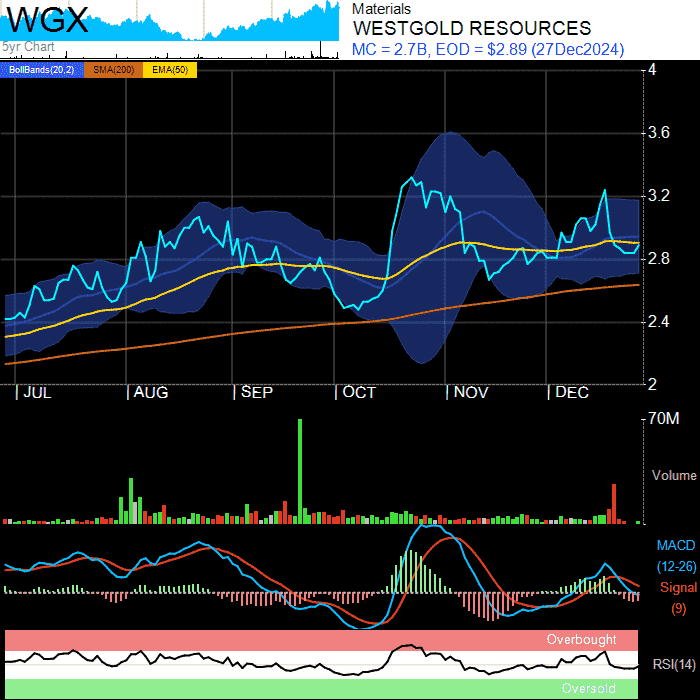 WGX
5yr Chart
Materials
WESTGOLD RESOURCES
MC = 2.7B, EOD = $2.89 (27Dec2024)
BollBands(20,2) SMA(200) EMA(50)
4
3.6
3.2
2.8
2.4
2
JUL AUG SEP OCT NOV DEC
70M
Volume
MACD
(12-26)
Signal
(9)
Overbought
RSI(14)
Oversold